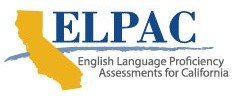 ELPAC
English Language Proficiency
Assessments for California